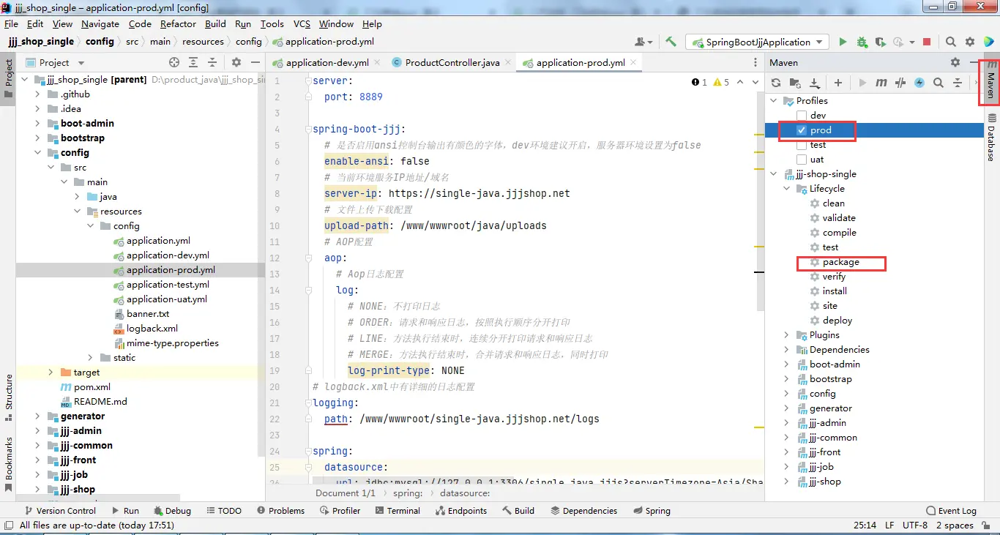 jjj_shop_single – application-prod.yml [config]
File Edit View Navigate Code Refactor Build Run Tools VCS Window Help
jjj_shop_single config src main resources config application-prod.yml
SpringBootJjjApplication
Project
Project
jjj_shop_single [parent] D:\product_java\jjj_shop_si
.github
.idea
boot-admin
bootstrap
config
src
main
java
resources
config
application.yml
application-dev.yml
application-prod.yml
application-test.yml
application-uat.yml
banner.txt
logback.xml
mime-type.properties
static
target
pom.xml
README.md
generator
jjj-admin
jjj-common
jjj-front
jjj-job
jjj-shop
Structure
Bookmarks
application-dev.yml ProductController.java application-prod.yml
1 5
1 server:
2 port: 8889
3
4 spring-boot-jjj:
5 # 是否启用ansi控制台输出有颜色的字体，dev环境建议开启，服务器环境设置为false
6 enable-ansi: false
7 # 当前环境服务IP地址/域名
8 server-ip: https://single-java.jjjshop.net
9 # 文件上传下载配置
10 upload-path: /www/wwwroot/java/uploads
11 # AOP配置
12 aop:
13 # Aop日志配置
14 log:
15 # NONE：不打印日志
16 # ORDER：请求和响应日志，按照执行顺序分开打印
17 # LINE：方法执行结束时，连续分开打印请求和响应日志
18 # MERGE：方法执行结束时，合并请求和响应日志，同时打印
19 log-print-type: NONE
20 # logback.xml中有详细的日志配置
21 logging:
22 path: /www/wwwroot/single-java.jjjshop.net/logs
23
24 spring:
25 datasource:
26 url: jdbc:mysql://127.0.0.1:3306/single_java_jjjs?serverTimezone=Asia/Sha
Document 1/1 spring: datasource:
Maven
Profiles
dev
prod
test
uat
jjj-shop-single
Lifecycle
clean
validate
compile
test
package
verify
install
site
deploy
Plugins
Dependencies
boot-admin
bootstrap
config
generator
jjj-admin
jjj-common
jjj-front
jjj-job
jjj-shop
Maven
Database
Version Control Run Debug TODO Problems Profiler Terminal Endpoints Build Dependencies Spring Event Log
All files are up-to-date (today 17:51) 25:14 LF UTF-8 2 spaces